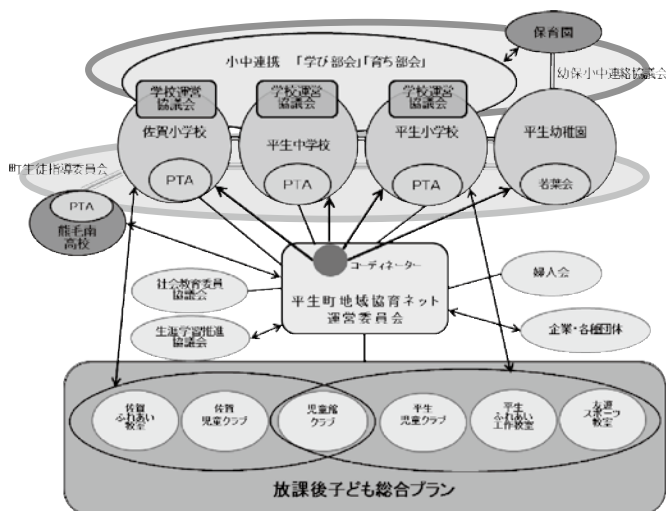 保育園
小中連携 「学び部会」「育ち部会」
幼保小中連絡協議会
学校運営
協議会
学校運営
協議会
学校運営
協議会
佐賀小学校
平生中学校
平生小学校
平生幼稚園
町生徒指導委員会
PTA
PTA
PTA
若葉会
PTA
熊毛南
高校
コーディネーター
社会教育委員
協議会
平生町地域協育ネット
運営委員会
婦人会
生涯学習推進
協議会
企業・各種団体
佐賀
ふれあい
教室
佐賀
児童クラブ
児童館
クラブ
平生
児童クラブ
平生
ふれあい
工作教室
友遊
スポーツ
教室
放課後子ども総合プラン